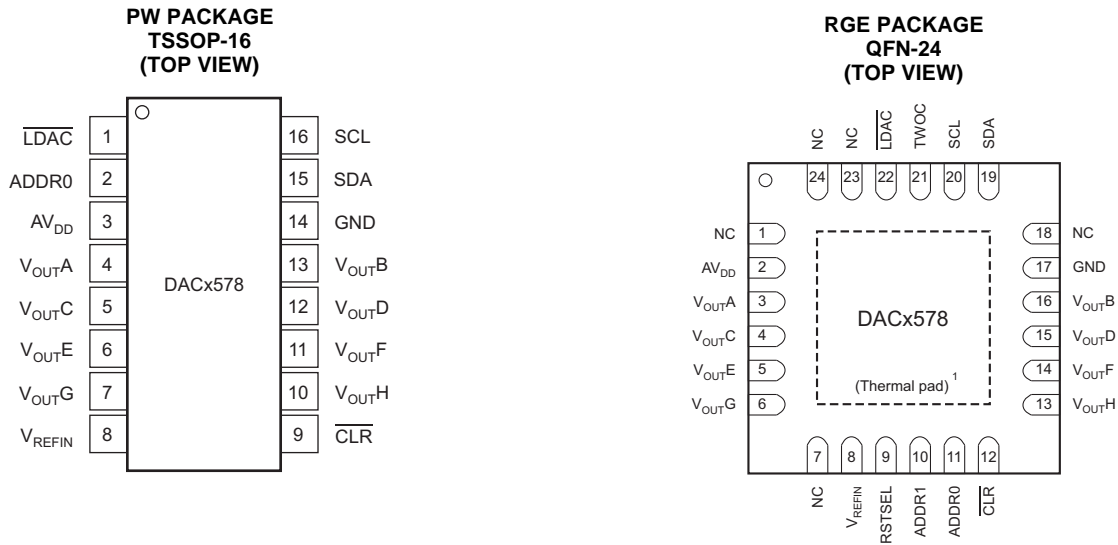 PW PACKAGE
TSSOP-16
(TOP VIEW)
LDAC 1 16 SCL
ADDR0 2 15 SDA
AVDD 3 14 GND
VOUTA 4 13 VOUTB
VOUTC 5 12 VOUTD
VOUTE 6 11 VOUTF
VOUTG 7 10 VOUTH
VREFIN 8 9 CLR
DACx578
RGE PACKAGE
QFN-24
(TOP VIEW)
NC NC LDAC TWOC SCL SDA
24 23 22 21 20 19
NC 1 18 NC
AVDD 2 17 GND
VOUTA 3 16 VOUTB
VOUTC 4 15 VOUTD
VOUTE 5 14 VOUTF
VOUTG 6 13 VOUTH
DACx578
(Thermal pad) 1
7 8 9 10 11 12
NC VREFIN RSTSEL ADDR1 ADDR0 CLR